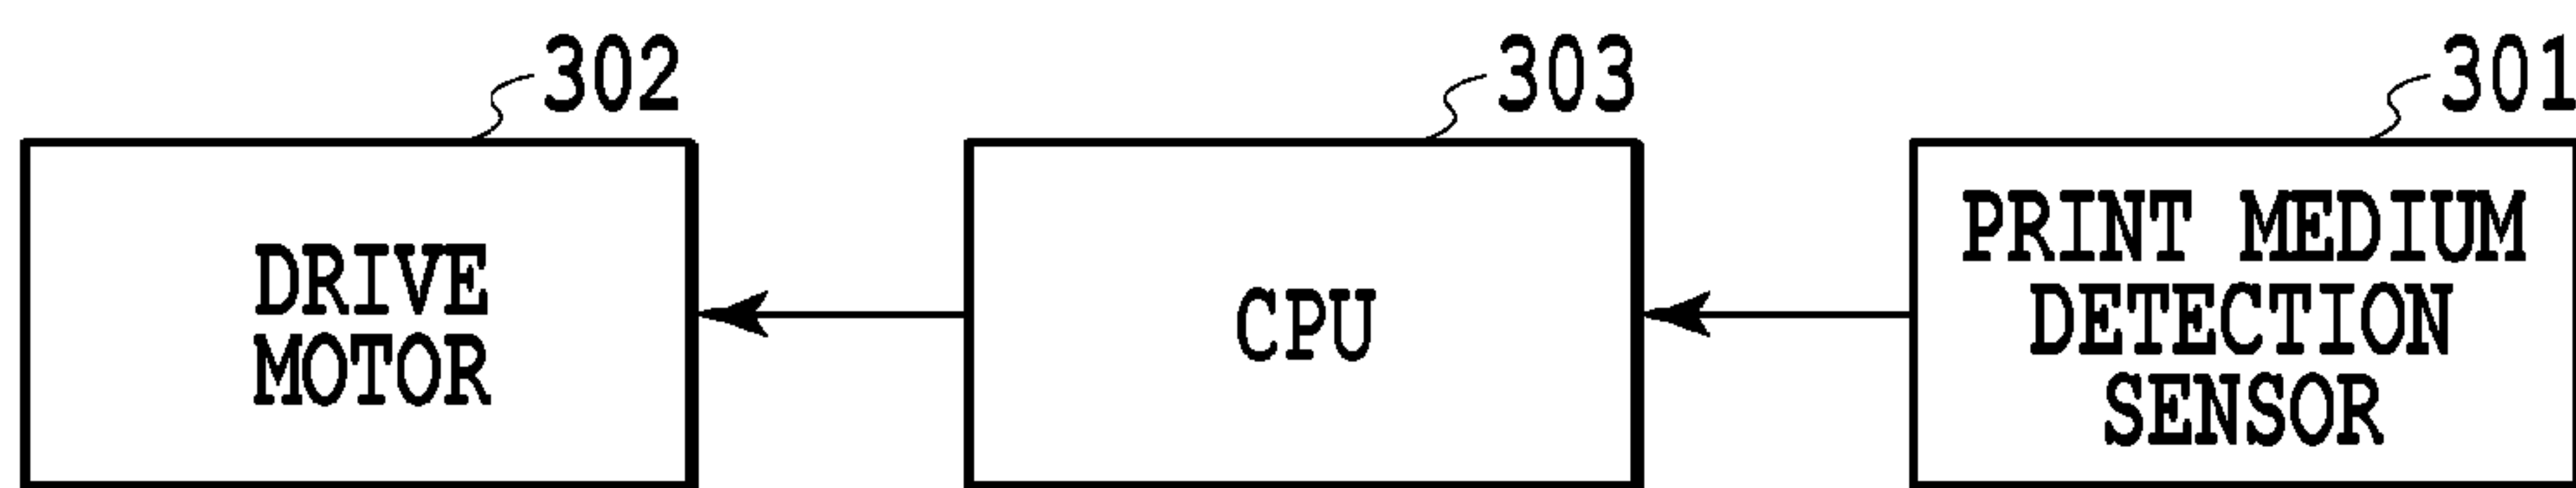 302
303
301
DRIVE
MOTOR
CPU
PRINT MEDIUM
DETECTION
SENSOR